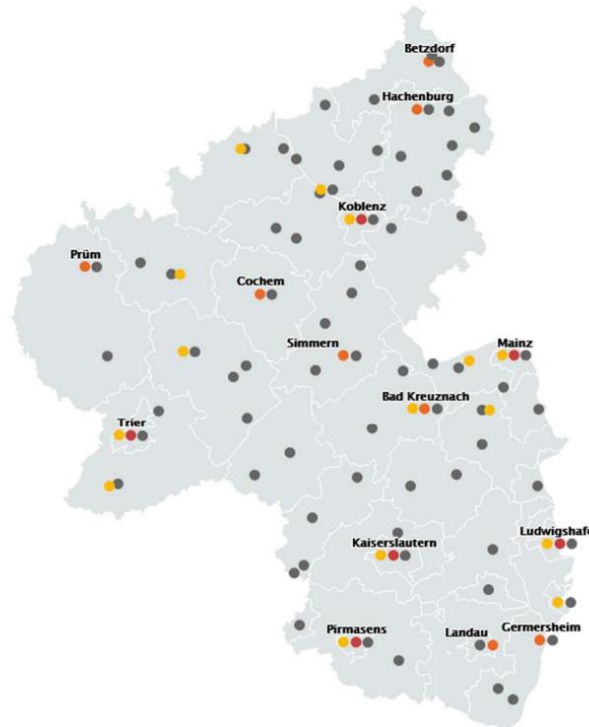 Betzdorf
Hachenburg
Koblenz
Prüm
Cochem
Simmern
Mainz
Bad Kreuznach
Trier
Ludwigshafe
Kaiserslautern
Pirmasens
Landau
Germersheim